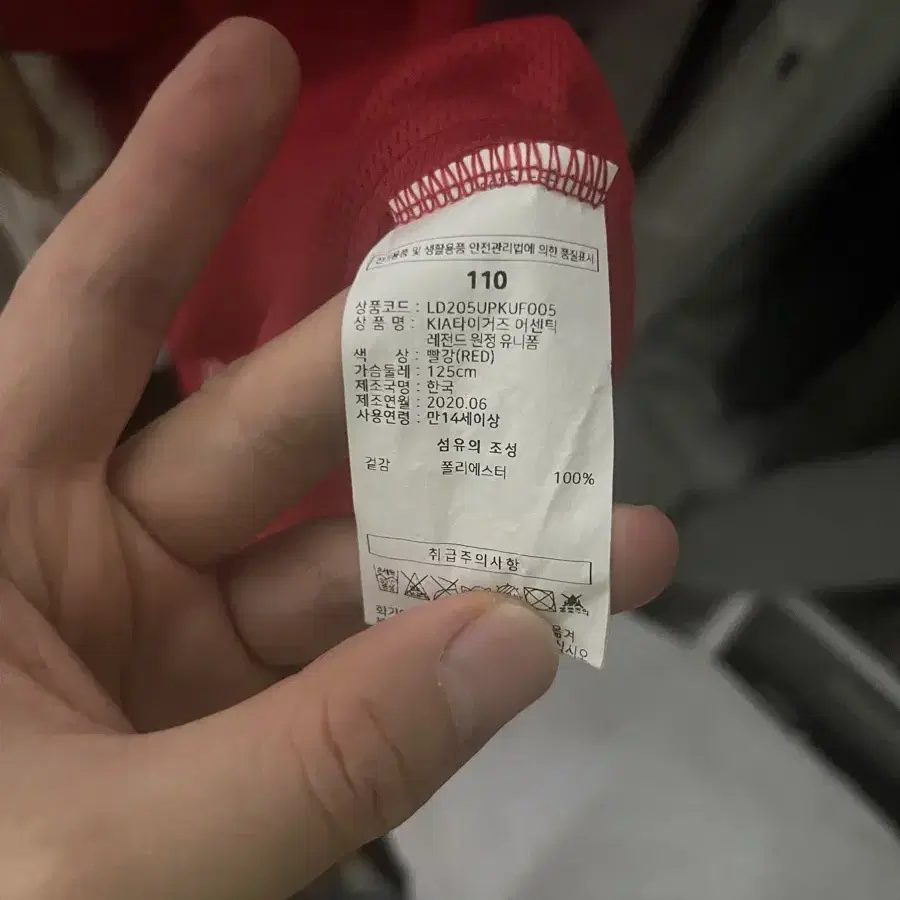 및 생활용품 안전관리법에 의한 품질표시
110
상품코드 : LD205UPKUF005
상 품 명 : KIA타이거즈 어센틱
레전드 원정 유니폼
색 상 : 빨강(RED)
가슴둘레 : 125cm
제조국명 : 한국
제조연월 : 2020.06
사용연령 : 만14세이상
섬유의 조성
겉감 폴리에스터 100%
취급주의사항